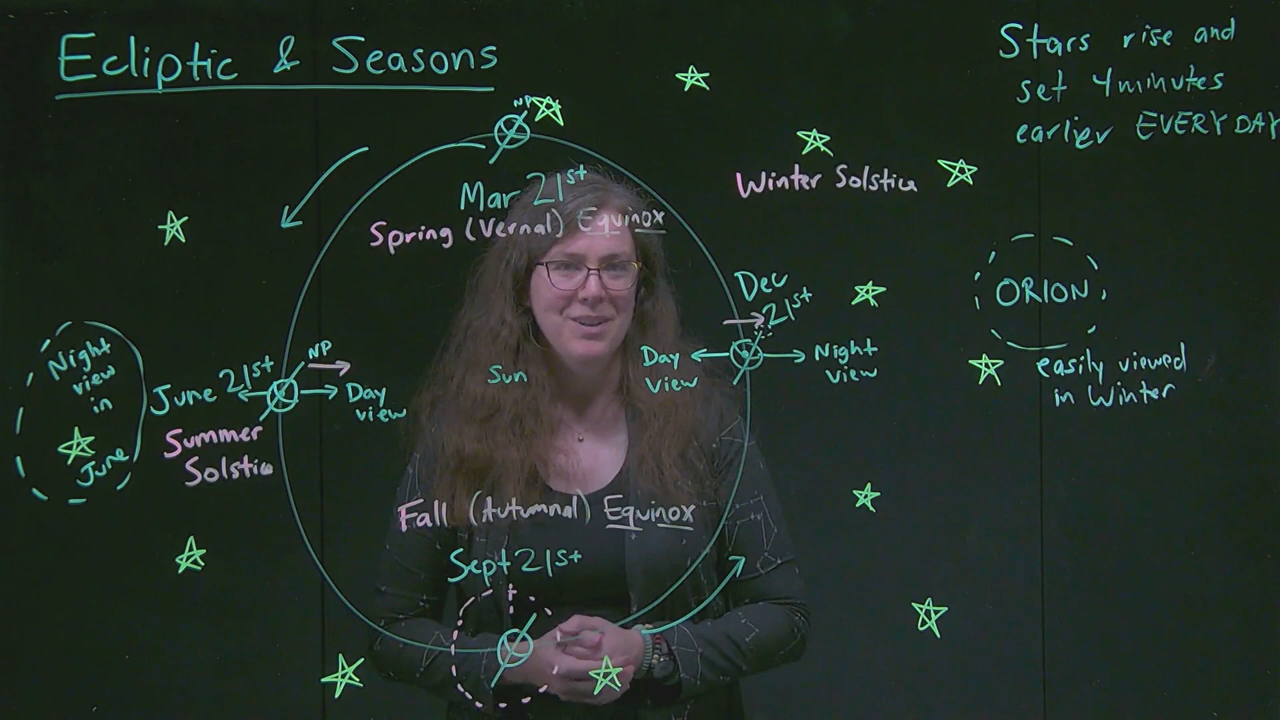 Ecliptic & Seasons
Stars rise and
set 4 minutes
earlier EVERY DAY
NP
Mar 21st
Spring (Vernal) Equinox
Winter Solstice
Dec
21st
Day
view
Night
view
ORION
easily viewed
in Winter
Night
view
in
June
June 21st
NP
Day
view
Summer
Solstice
Sun
Fall (Autumnal) Equinox
Sept 21st